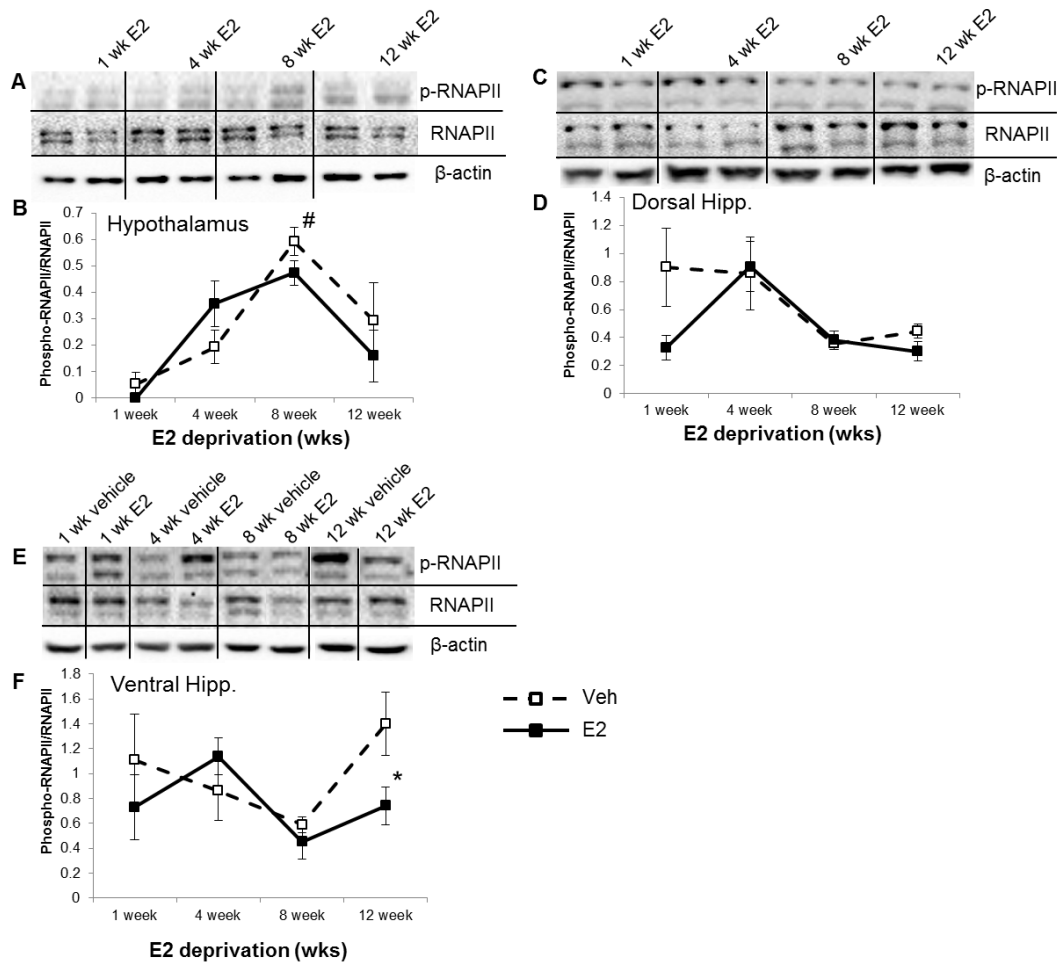 1 wk E2
4 wk E2
8 wk E2
12 wk E2
A
p-RNAPII
RNAPII
β-actin
B
Hypothalamus
#
Phospho-RNAPII/RNAPII
0.7
0.6
0.5
0.4
0.3
0.2
0.1
0
1 week
4 week
8 week
12 week
E2 deprivation (wks)
1 wk E2
4 wk E2
8 wk E2
12 wk E2
C
p-RNAPII
RNAPII
β-actin
D
Dorsal Hipp.
Phospho-RNAPII/RNAPII
1.4
1.2
1
0.8
0.6
0.4
0.2
0
1 week
4 week
8 week
12 week
E2 deprivation (wks)
1 wk vehicle
1 wk E2
4 wk vehicle
4 wk E2
8 wk vehicle
8 wk E2
12 wk vehicle
12 wk E2
E
p-RNAPII
RNAPII
β-actin
F
Ventral Hipp.
Phospho-RNAPII/RNAPII
1.8
1.6
1.4
1.2
1
0.8
0.6
0.4
0.2
0
*
1 week
4 week
8 week
12 week
E2 deprivation (wks)
Veh
E2